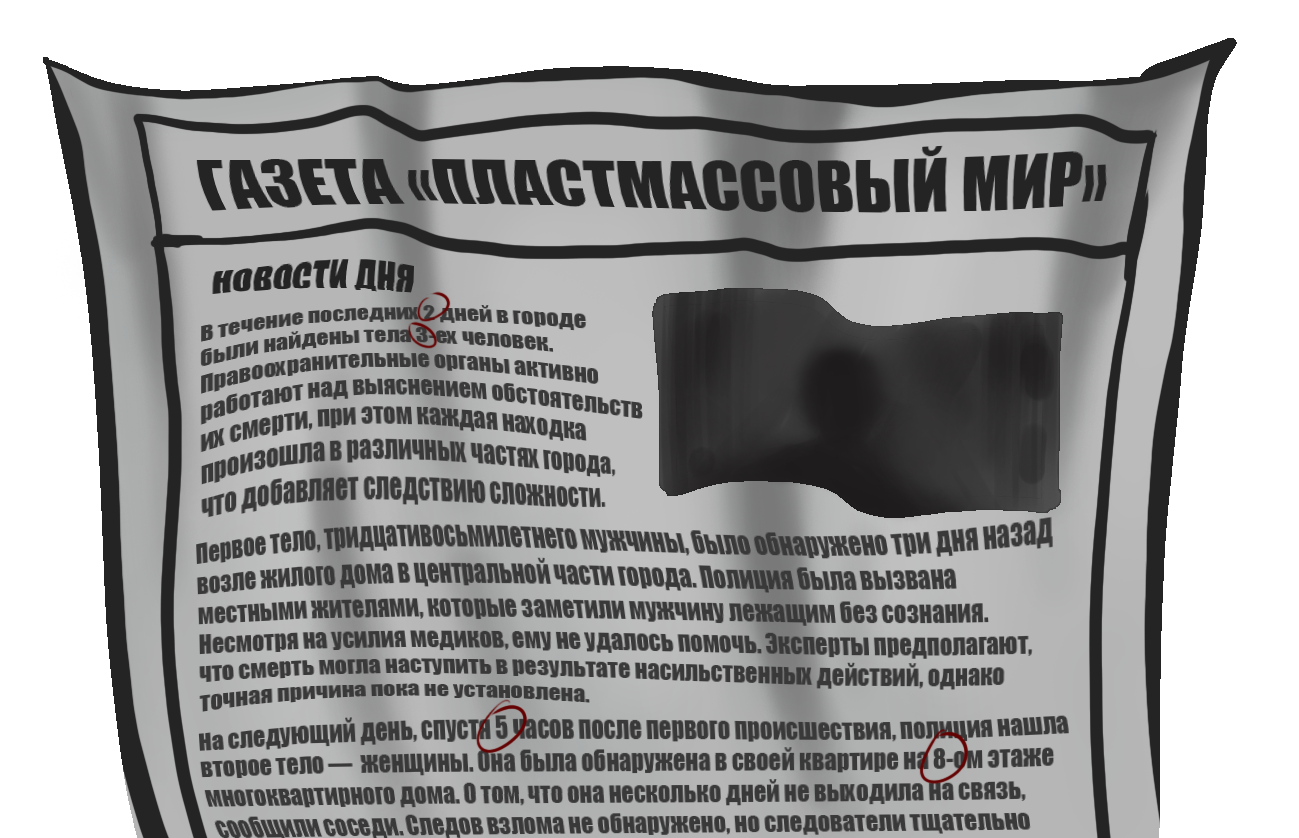 ГАЗЕТА «ПЛАСТМАССОВЫЙ МИР»
НОВОСТИ ДНЯ
В течение последних 2 дней в городе
были найдены тела 3-ех человек.
Правоохранительные органы активно
работают над выяснением обстоятельств
их смерти, при этом каждая находка
произошла в различных частях города,
что добавляет следствию сложности.
Первое тело, тридцативосьмилетнего мужчины, было обнаружено три дня назад
возле жилого дома в центральной части города. Полиция была вызвана
местными жителями, которые заметили мужчину лежащим без сознания.
Несмотря на усилия медиков, ему не удалось помочь. Эксперты предполагают,
что смерть могла наступить в результате насильственных действий, однако
точная причина пока не установлена.
На следующий день, спустя 5 часов после первого происшествия, полиция нашла
второе тело — женщины. Она была обнаружена в своей квартире на 8-ом этаже
многоквартирного дома. О том, что она несколько дней не выходила на связь,
сообщили соседи. Следов взлома не обнаружено, но следователи тщательно